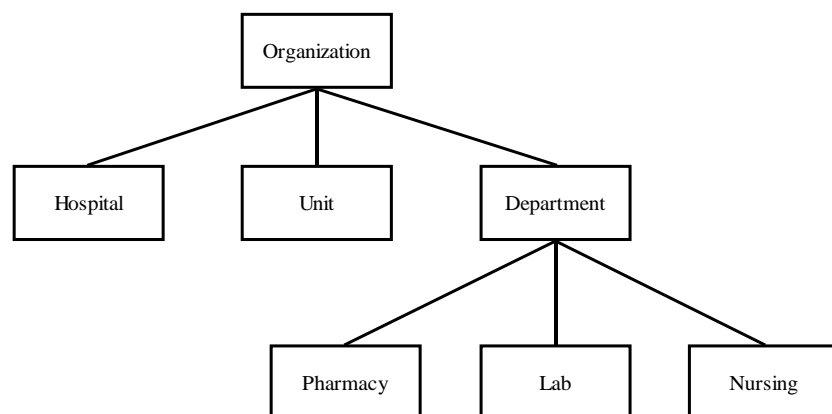 Organization
Hospital
Unit
Department
Pharmacy
Lab
Nursing